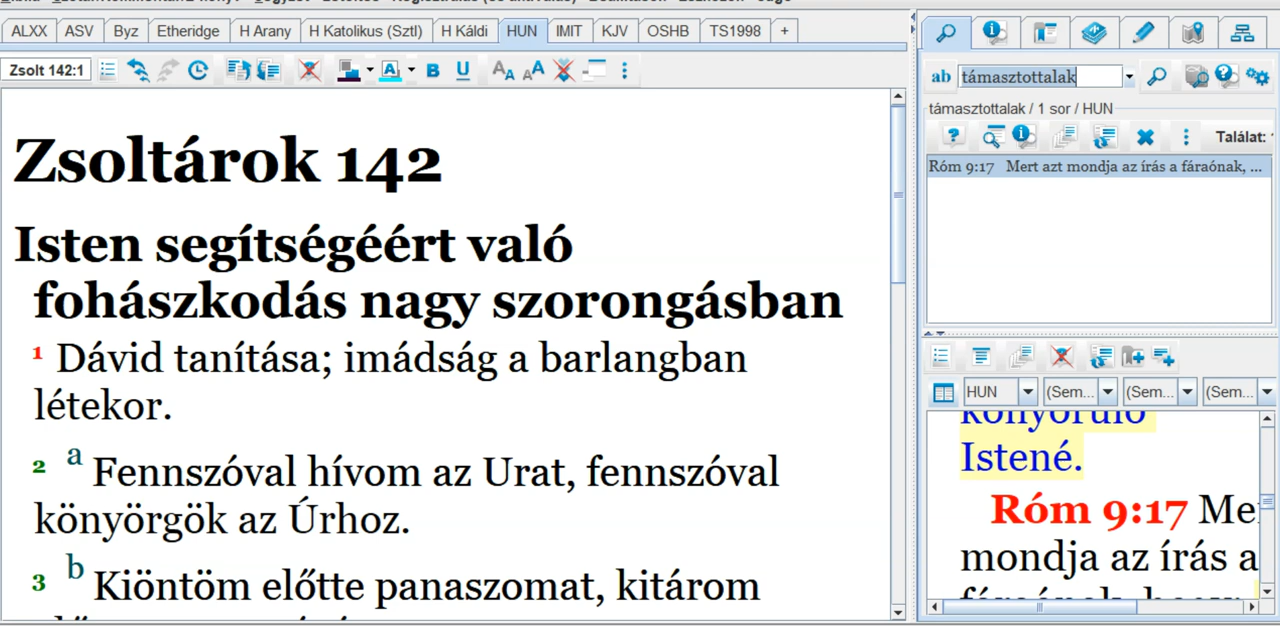 ALXX ASV Byz Etheridge H Arany H Katolikus (Sztl) H Káldi HUN IMIT KJV OSHB TS1998 +
Zsolt 142:1
Zsoltárok 142
Isten segítségéért való
fohászkodás nagy szorongásban
1 Dávid tanítása; imádság a barlangban
létekor.
2 a Fennszóval hívom az Urat, fennszóval
könyörgök az Úrhoz.
3 b Kiöntöm előtte panaszomat, kitárom
ab támasztottalak
támasztottalak / 1 sor / HUN
Találat:
Róm 9:17 Mert azt mondja az írás a fáraónak, ...
HUN (Sem... (Sem... (Sem...
könyörülő
Istené.
Róm 9:17
mondja az írás a